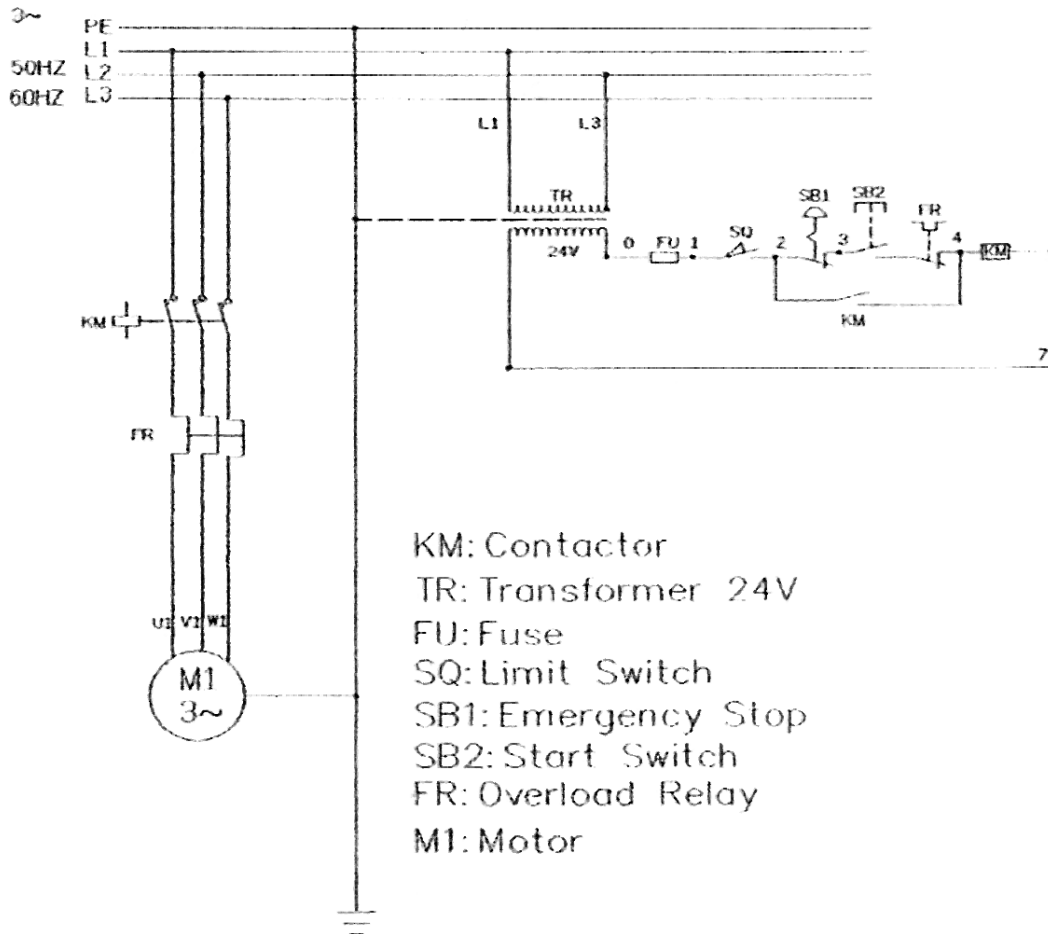 3~
PE
L1
50HZ L2
60HZ L3
L1 L3
TR
24V
0 FU 1 SQ 2 SB1 3 SB2 FR 4 KM
KM
7
KM
FR
U1 V1 W1
M1
3~
KM: Contactor
TR: Transformer 24V
FU: Fuse
SQ: Limit Switch
SB1: Emergency Stop
SB2: Start Switch
FR: Overload Relay
M1: Motor